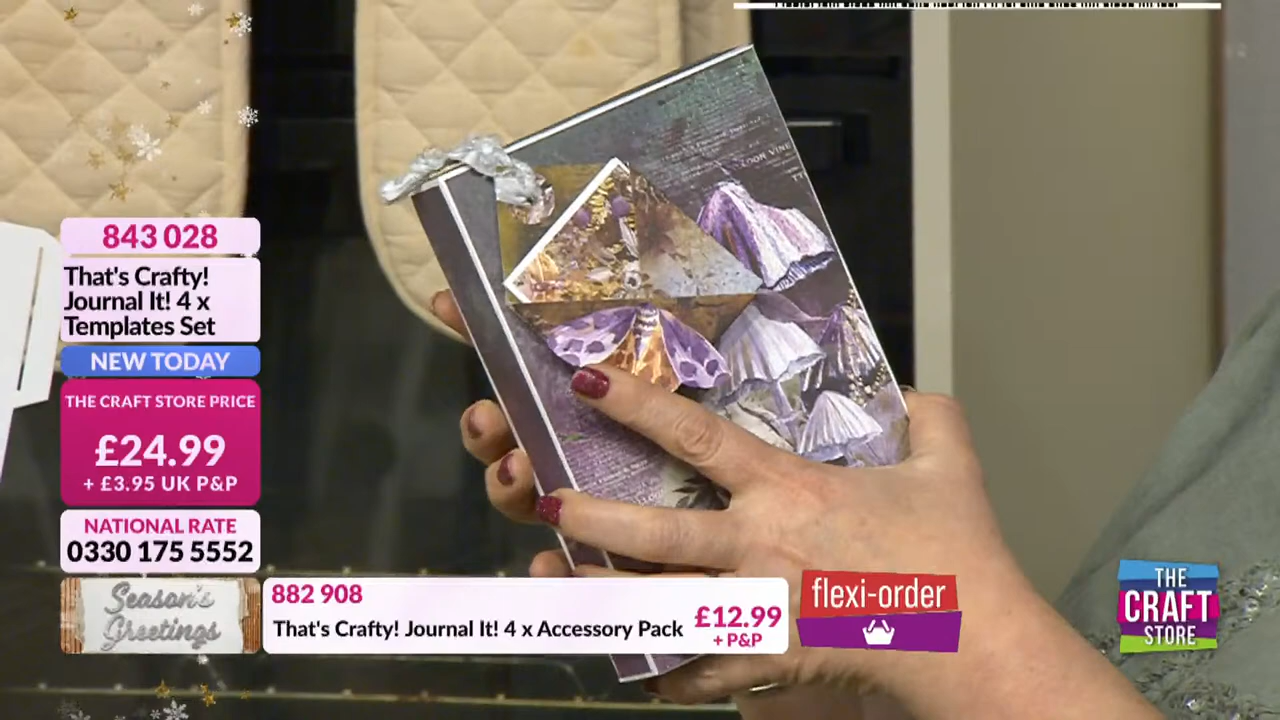 843 028
That's Crafty!
Journal It! 4 x
Templates Set
NEW TODAY
THE CRAFT STORE PRICE
£24.99
+ £3.95 UK P&P
NATIONAL RATE
0330 175 5552
Season's
Greetings
882 908
That's Crafty! Journal It! 4 x Accessory Pack
£12.99
+ P&P
flexi-order
THE
CRAFT
STORE